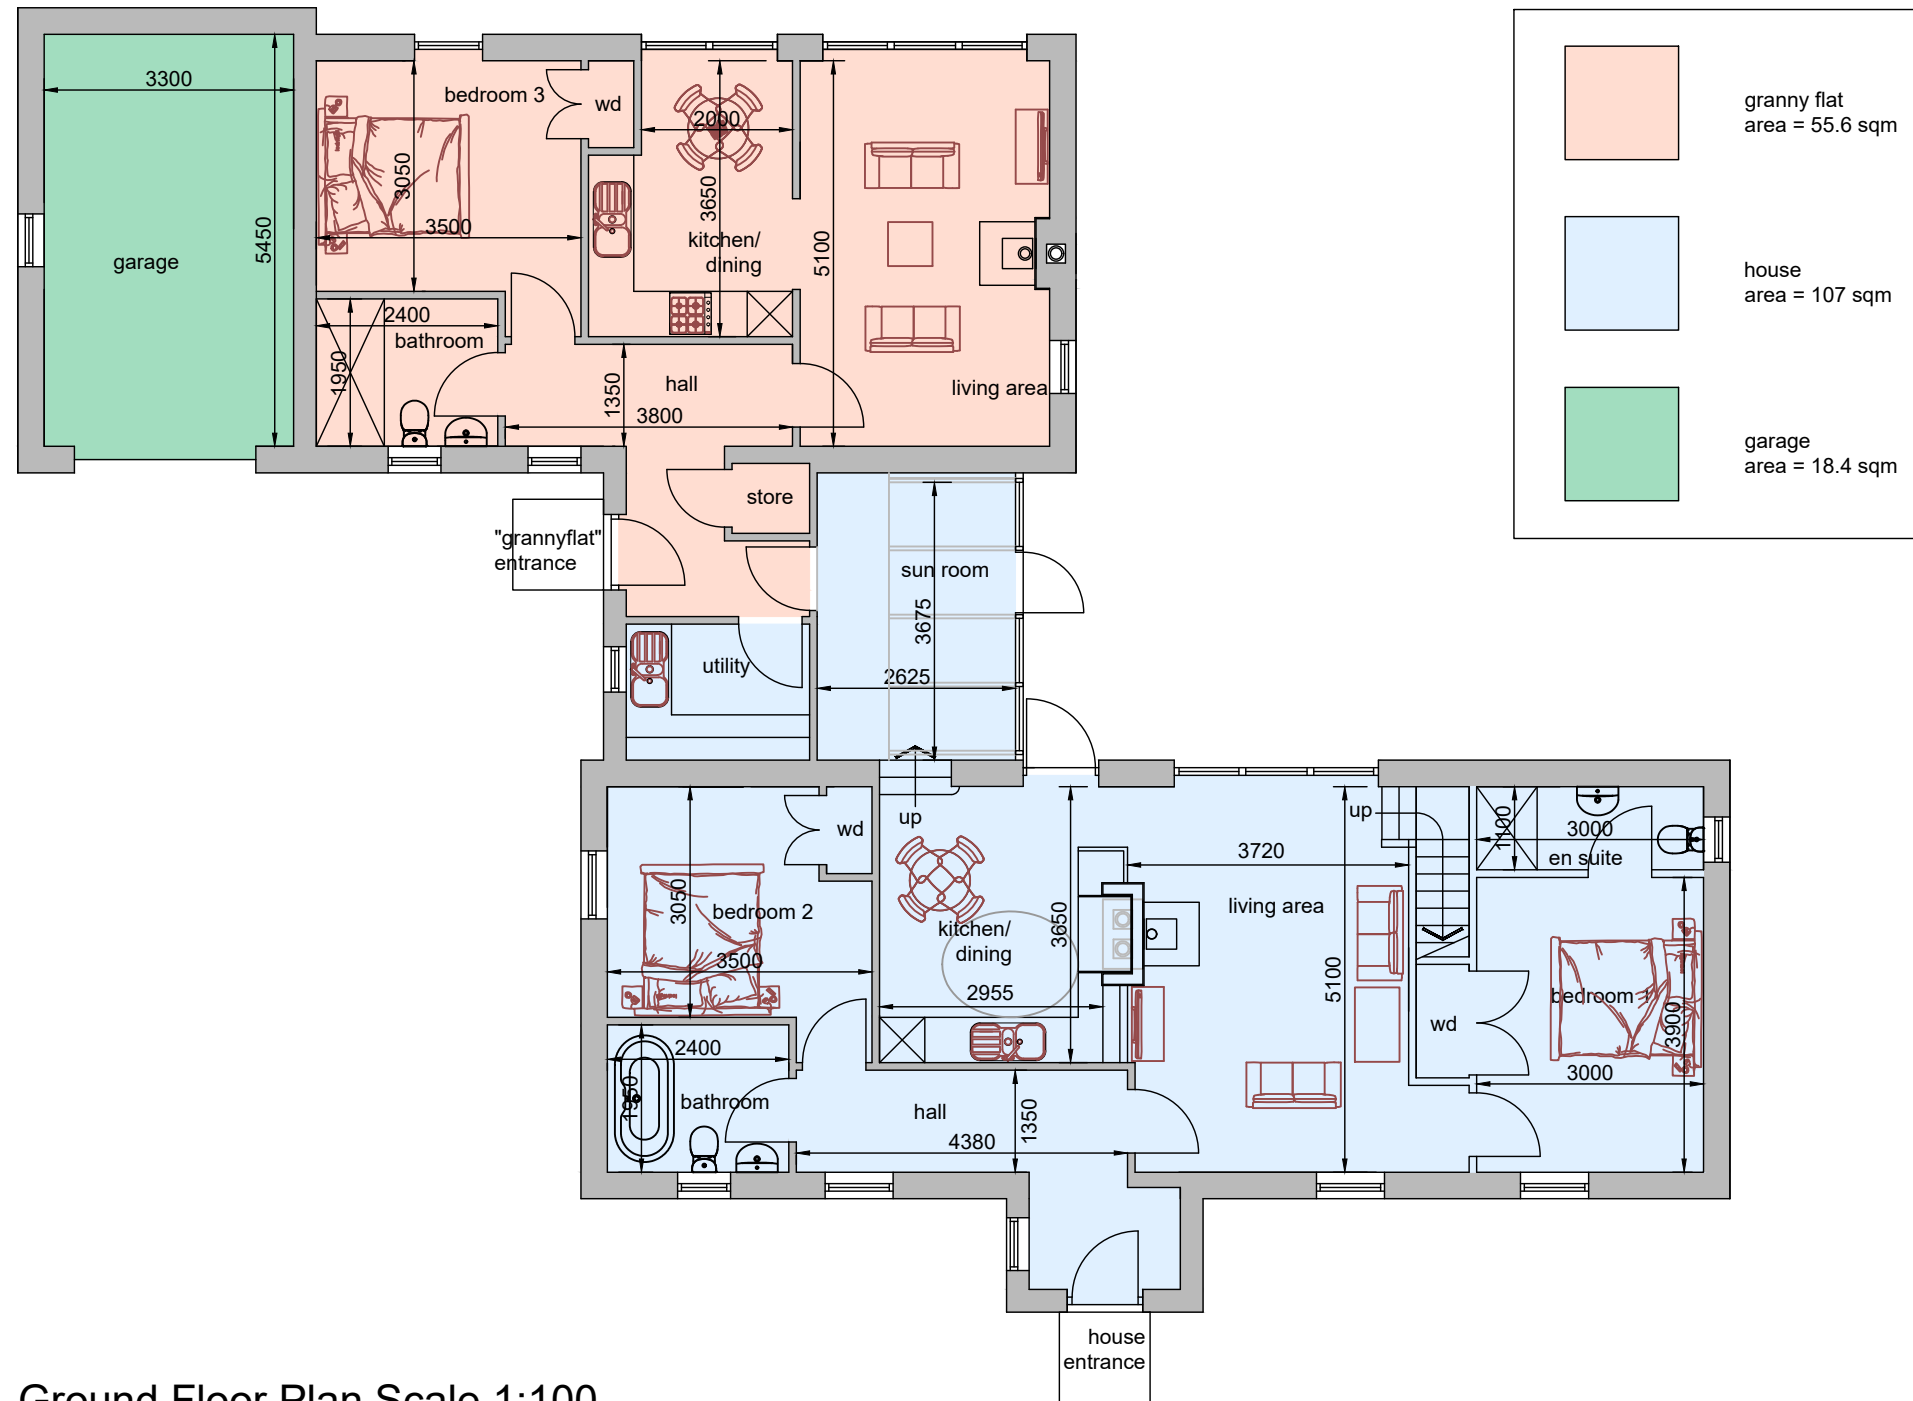 3300
5450
garage
bedroom 3
wd
3050
3500
2000
3650
kitchen/
dining
5100
living area
2400
bathroom
1950
hall
1350
3800
store
"grannyflat"
entrance
sun room
3675
2625
utility
granny flat
area = 55.6 sqm
house
area = 107 sqm
garage
area = 18.4 sqm
wd
3050
bedroom 2
3500
up
kitchen/
dining
3650
2955
3720
living area
5100
up
1100
3000
en suite
bedroom 1
3900
3000
wd
2400
1950
bathroom
hall
1350
4380
house
entrance
Ground Floor Plan Scale 1:100